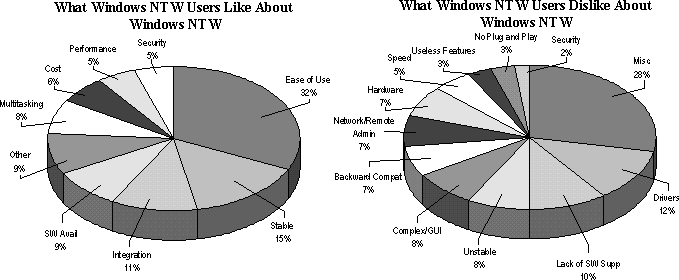 What Windows NT W Users Like About
Windows NT W
Security
5%
Performance
5%
Cost
6%
Multitasking
8%
Other
9%
SW Avail
9%
Integration
11%
Stable
15%
Ease of Use
32%
What Windows NT W Users Dislike About
Windows NT W
Security
2%
No Plug and Play
3%
Useless Features
3%
Speed
5%
Hardware
7%
Network/Remote
Admin
7%
Backward Compat
7%
Complex/GUI
8%
Unstable
8%
Lack of SW Supp
10%
Drivers
12%
Misc
28%